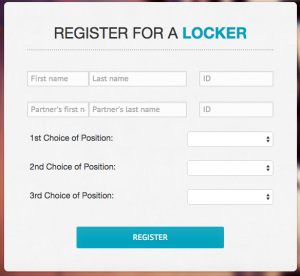 REGISTER FOR A LOCKER
First name Last name ID
Partner's first n Partner's last name ID
1st Choice of Position:
2nd Choice of Position:
3rd Choice of Position:
REGISTER